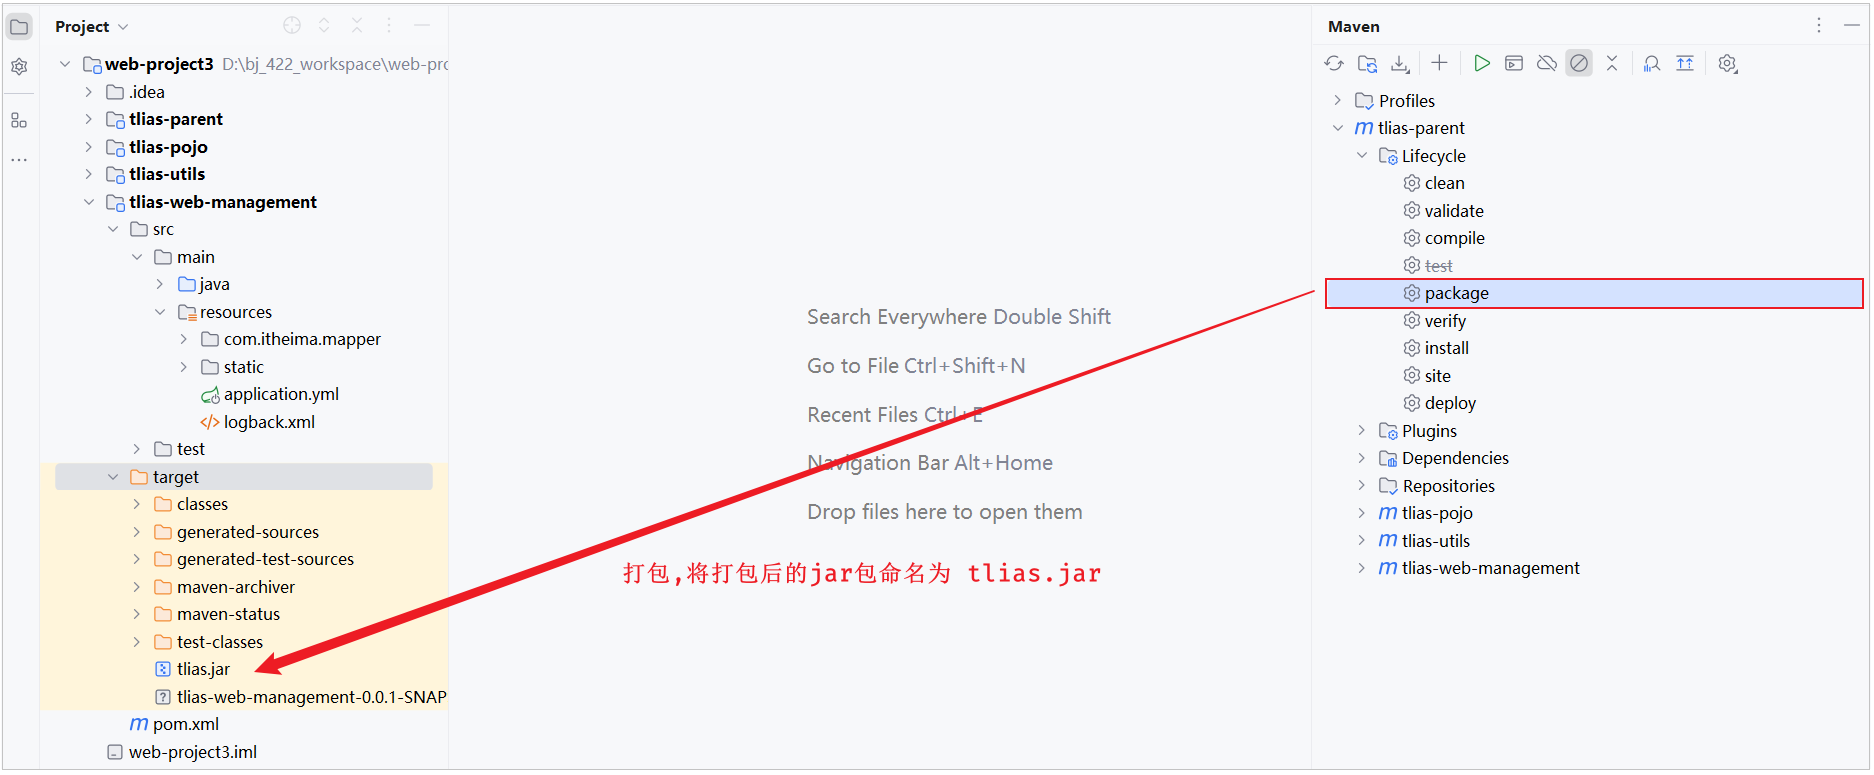 Project
web-project3 D:\bj_422_workspace\web-prc
.idea
tlias-parent
tlias-pojo
tlias-utils
tlias-web-management
src
main
java
resources
com.itheima.mapper
static
application.yml
logback.xml
test
target
classes
generated-sources
generated-test-sources
maven-archiver
maven-status
test-classes
tlias.jar
tlias-web-management-0.0.1-SNAP
pom.xml
web-project3.iml
Search Everywhere Double Shift
Go to File Ctrl+Shift+N
Recent Files Ctrl+E
Navigation Bar Alt+Home
Drop files here to open them
打包,将打包后的jar包命名为 tlias.jar
Maven
Profiles
tlias-parent
Lifecycle
clean
validate
compile
test
package
verify
install
site
deploy
Plugins
Dependencies
Repositories
tlias-pojo
tlias-utils
tlias-web-management